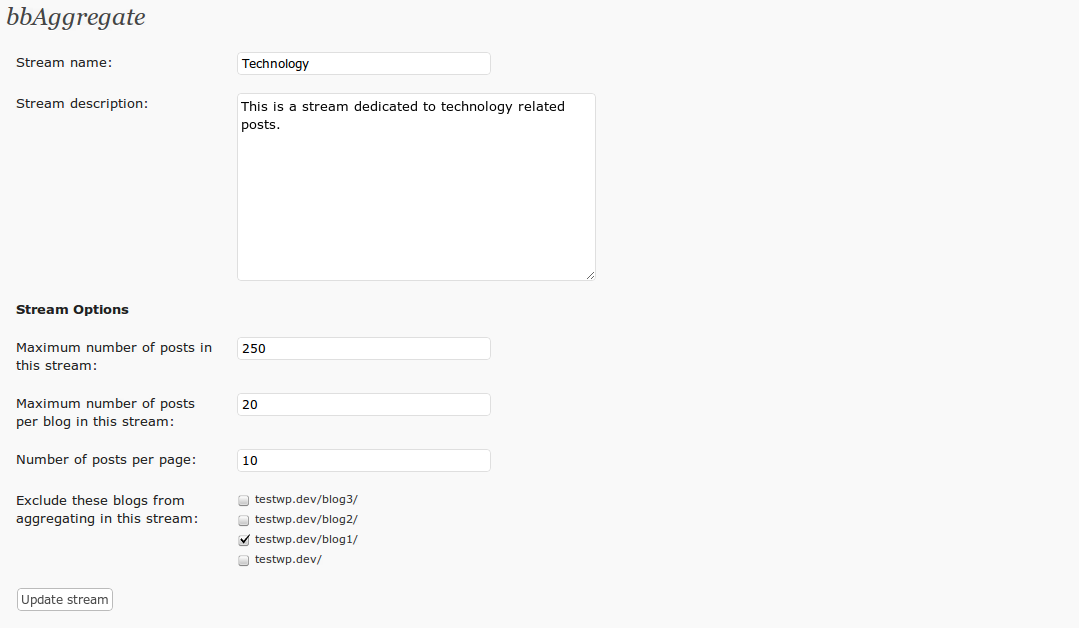 bbAggregate
Stream name:
Technology
Stream description:
This is a stream dedicated to technology related
posts.
Stream Options
Maximum number of posts in
this stream:
250
Maximum number of posts
per blog in this stream:
20
Number of posts per page:
10
Exclude these blogs from
aggregating in this stream:
testwp.dev/blog3/
testwp.dev/blog2/
testwp.dev/blog1/
testwp.dev/
Update stream